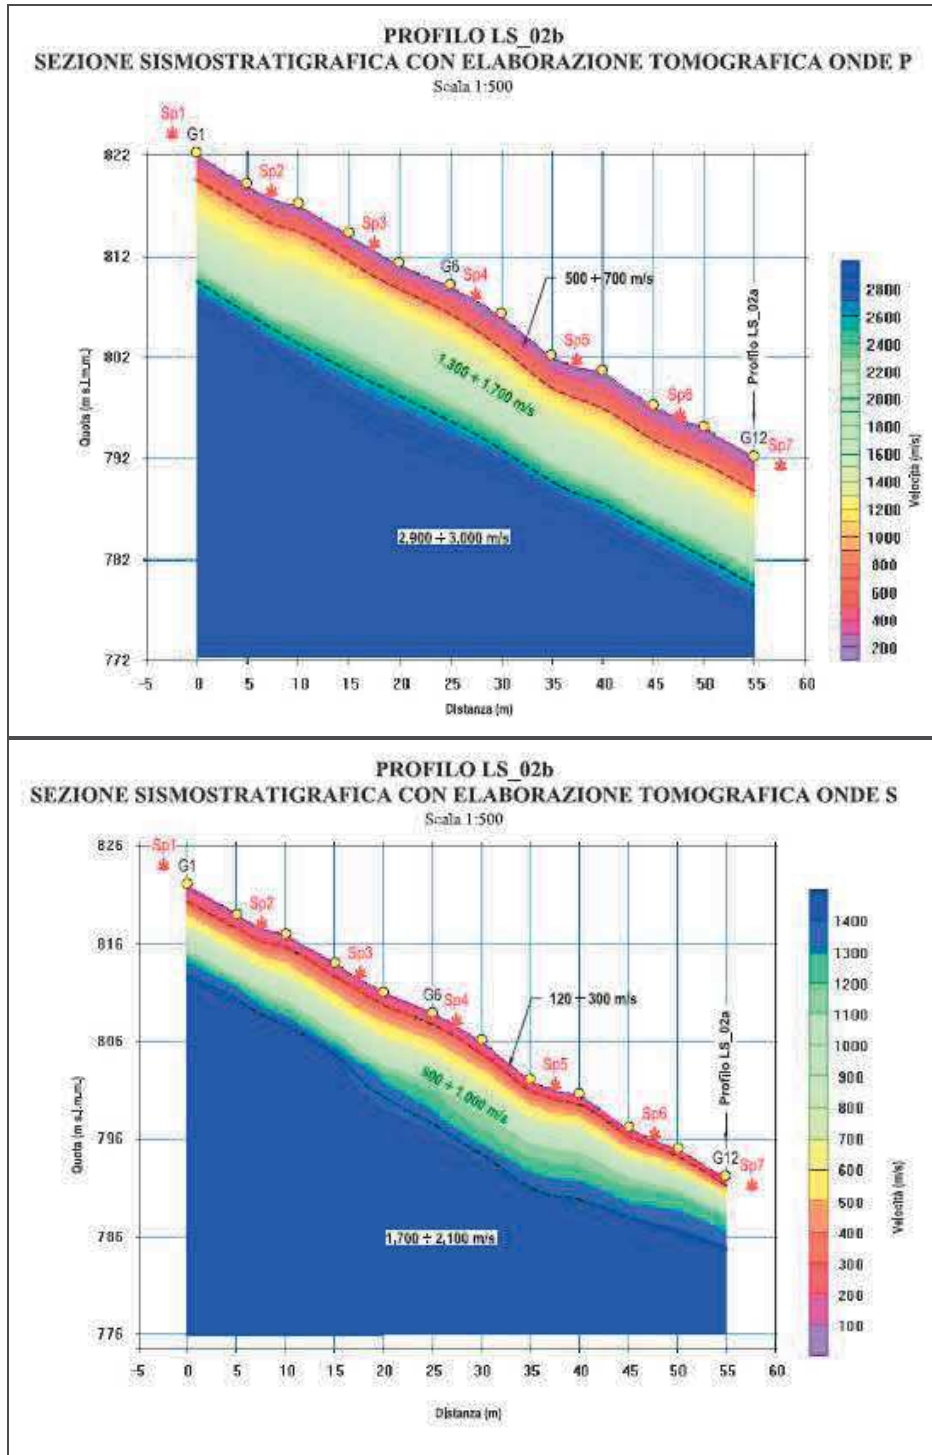 PROFILO LS_02b
SEZIONE SISMOSTRATIGRAFICA CON ELABORAZIONE TOMOGRAFICA ONDE P
Scala 1:500
Sp1
G1
822
Sp2
Sp3
812
G6
Sp4
500 ÷ 700 m/s
Profilo LS_02a
2800
2600
2400
2200
2000
1800
1600
1400
1200
1000
800
600
400
200
Velocità (m/s)
802
Sp5
1.300 ÷ 1.700 m/s
Quota (m s.l.m.m.)
Sp6
792
G12
Sp7
2.900 ÷ 3.000 m/s
782
772
-5 0 5 10 15 20 25 30 35 40 45 50 55 60
Distanza (m)
PROFILO LS_02b
SEZIONE SISMOSTRATIGRAFICA CON ELABORAZIONE TOMOGRAFICA ONDE S
Scala 1:500
826
Sp1
G1
Sp2
816
Sp3
G6
Sp4
120 ÷ 300 m/s
Profilo LS_02a
1400
1300
1200
1100
1000
900
800
700
600
500
400
300
200
100
Velocità (m/s)
806
Sp5
÷ 1.000 m/s
Quota (m s.l.m.m.)
Sp6
796
G12
Sp7
1.700 ÷ 2.100 m/s
786
776
-5 0 5 10 15 20 25 30 35 40 45 50 55 60
Distanza (m)